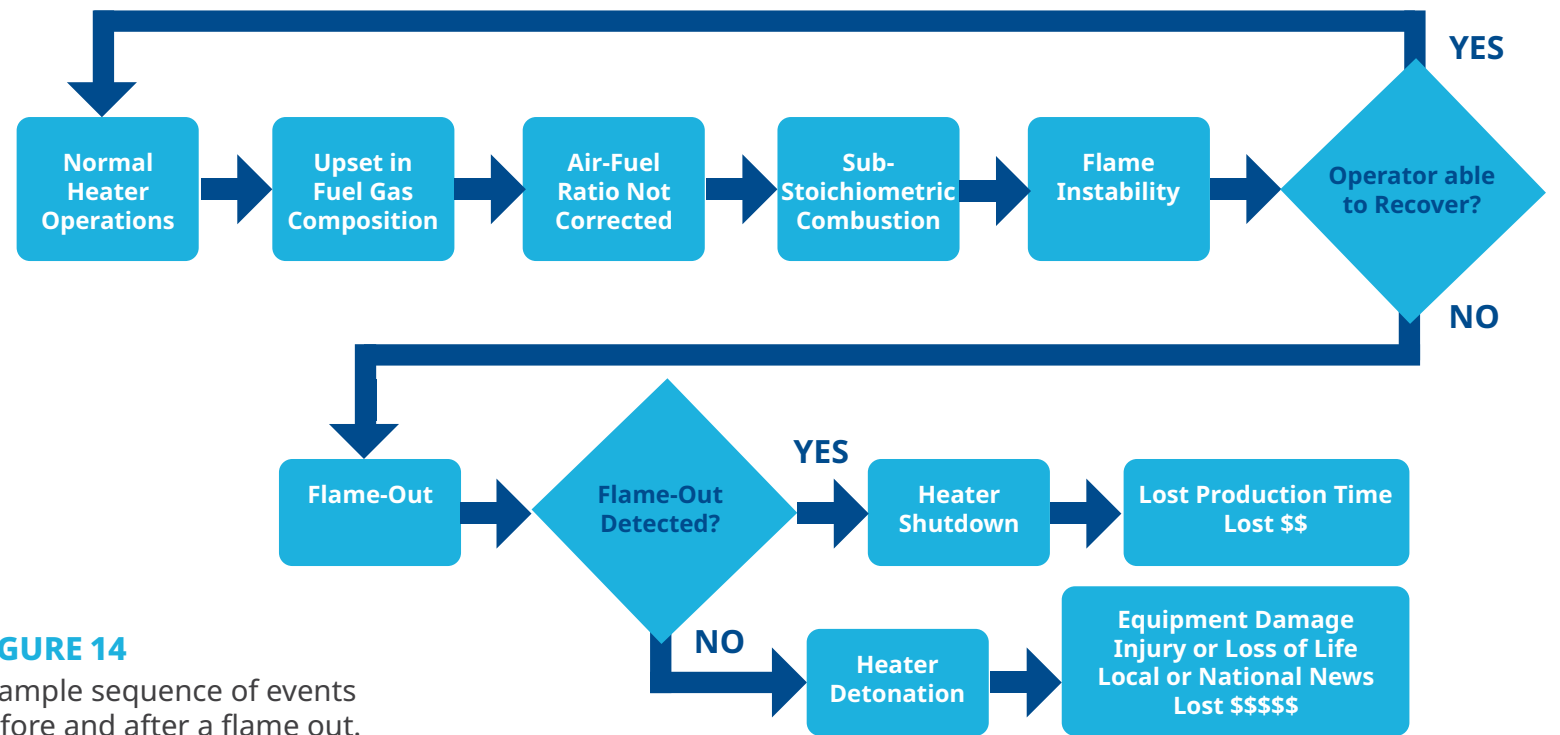 YES
Normal
Heater
Operations
Upset in
Fuel Gas
Composition
Air-Fuel
Ratio Not
Corrected
Sub-
Stoichiometric
Combustion
Flame
Instability
Operator able
to Recover?
NO
Flame-Out
Flame-Out
Detected?
YES
Heater
Shutdown
Lost Production Time
Lost $$
NO
Heater
Detonation
Equipment Damage
Injury or Loss of Life
Local or National News
Lost $$$$$
GURE 14
ample sequence of events
fore and after a flame out.